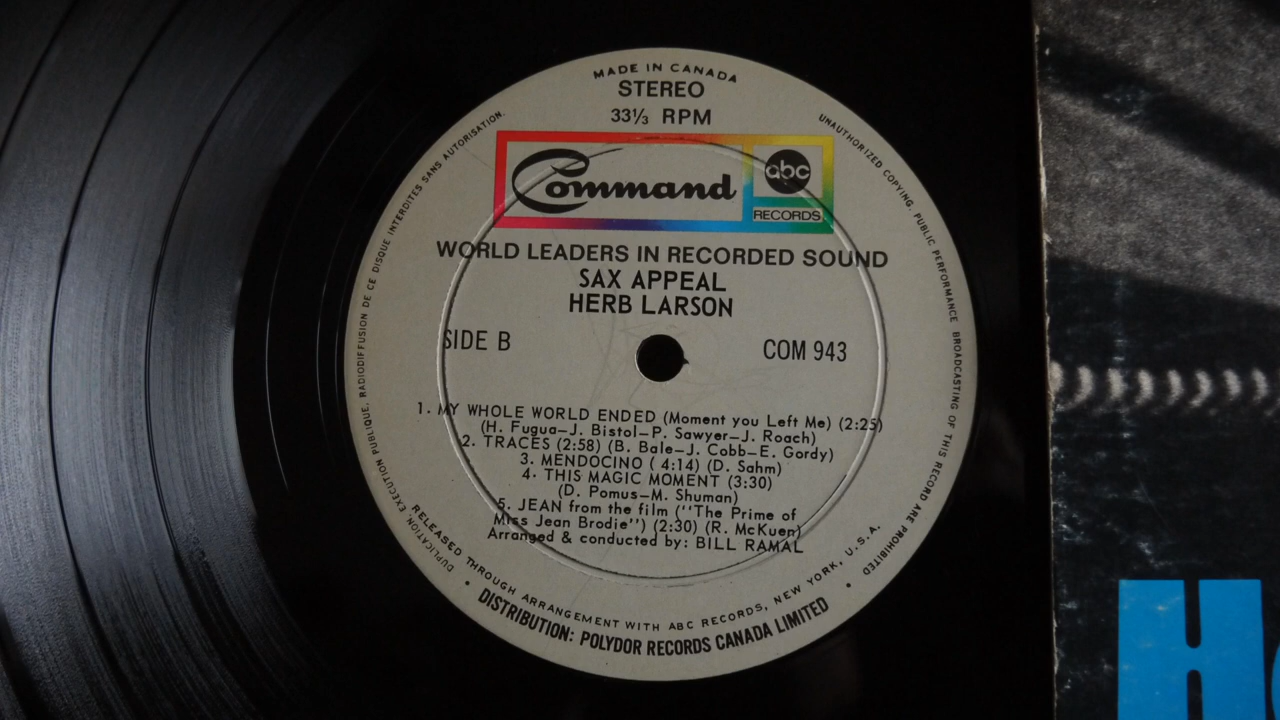 MADE IN CANADA
STEREO
33⅓ RPM
Command
abc
RECORDS
WORLD LEADERS IN RECORDED SOUND
SAX APPEAL
HERB LARSON
SIDE B
COM 943
1. MY WHOLE WORLD ENDED (Moment you Left Me) (2:25)
(H. Fugua—J. Bistol—P. Sawyer—J. Roach)
2. TRACES (2:58) (B. Bale—J. Cobb—E. Gordy)
3. MENDOCINO ( 4:14) (D. Sahm)
4. THIS MAGIC MOMENT (3:30)
(D. Pomus—M. Shuman)
5. JEAN from the film (''The Prime of
Miss Jean Brodie'') (2:30) (R. McKuen)
Arranged & conducted by: BILL RAMAL
RELEASED THROUGH ARRANGEMENT WITH ABC RECORDS, NEW YORK, U.S.A.
• DISTRIBUTION: POLYDOR RECORDS CANADA LIMITED •
DUPLICATION, EXECUTION PUBLIQUE, RADIODIFFUSION DE CE DISQUE INTERDITES SANS AUTORISATION.
UNAUTHORIZED COPYING, PUBLIC PERFORMANCE BROADCASTING OF THIS RECORD ARE PROHIBITED
H